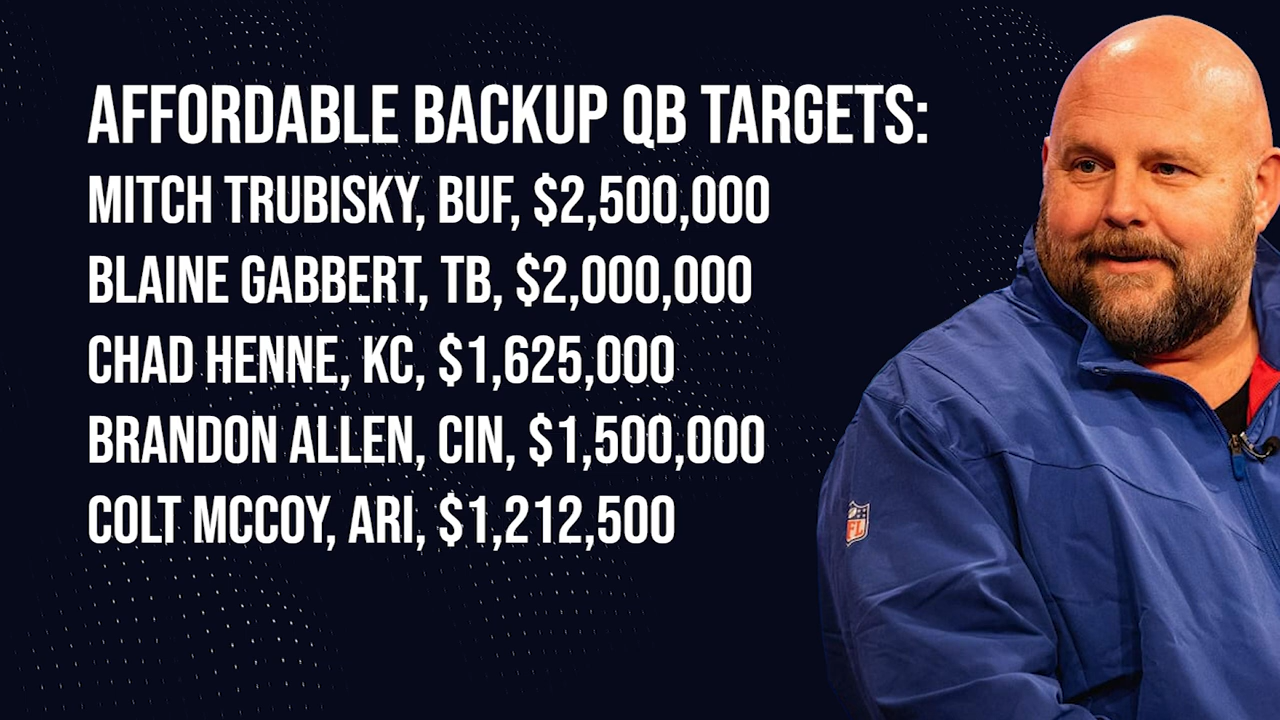 AFFORDABLE BACKUP QB TARGETS:
MITCH TRUBISKY, BUF, $2,500,000
BLAINE GABBERT, TB, $2,000,000
CHAD HENNE, KC, $1,625,000
BRANDON ALLEN, CIN, $1,500,000
COLT MCCOY, ARI, $1,212,500